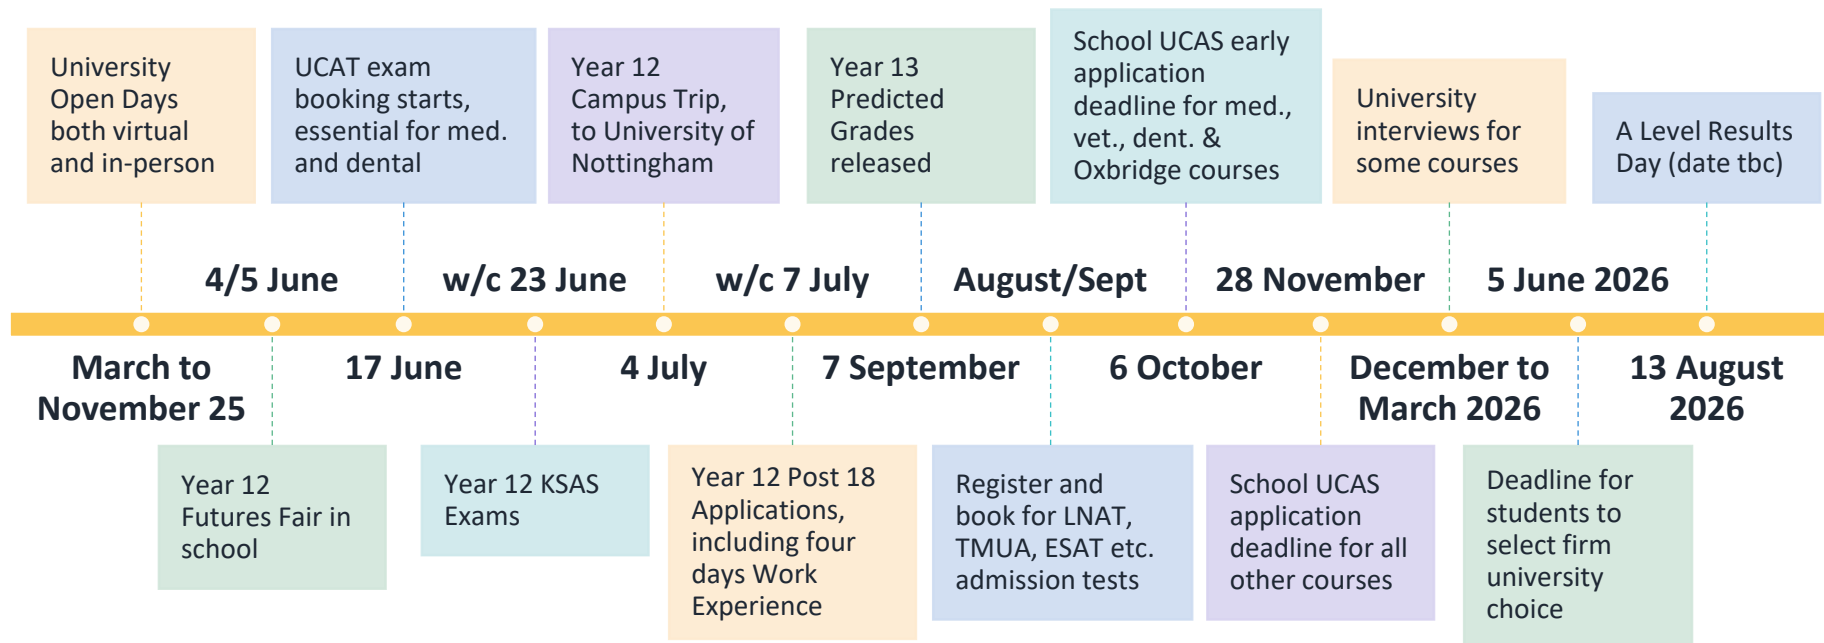 University
Open Days
both virtual
and in-person
UCAT exam
booking starts,
essential for med.
and dental
Year 12
Campus Trip,
to University of
Nottingham
Year 13
Predicted
Grades
released
School UCAS early
application
deadline for med.,
vet., dent. &
Oxbridge courses
University
interviews for
some courses
A Level Results
Day (date tbc)
4/5 June
w/c 23 June
w/c 7 July
August/Sept
28 November
5 June 2026
March to
November 25
17 June
4 July
7 September
6 October
December to
March 2026
13 August
2026
Year 12
Futures Fair in
school
Year 12 KSAS
Exams
Year 12 Post 18
Applications,
including four
days Work
Experience
Register and
book for LNAT,
TMUA, ESAT etc.
admission tests
School UCAS
application
deadline for all
other courses
Deadline for
students to
select firm
university
choice